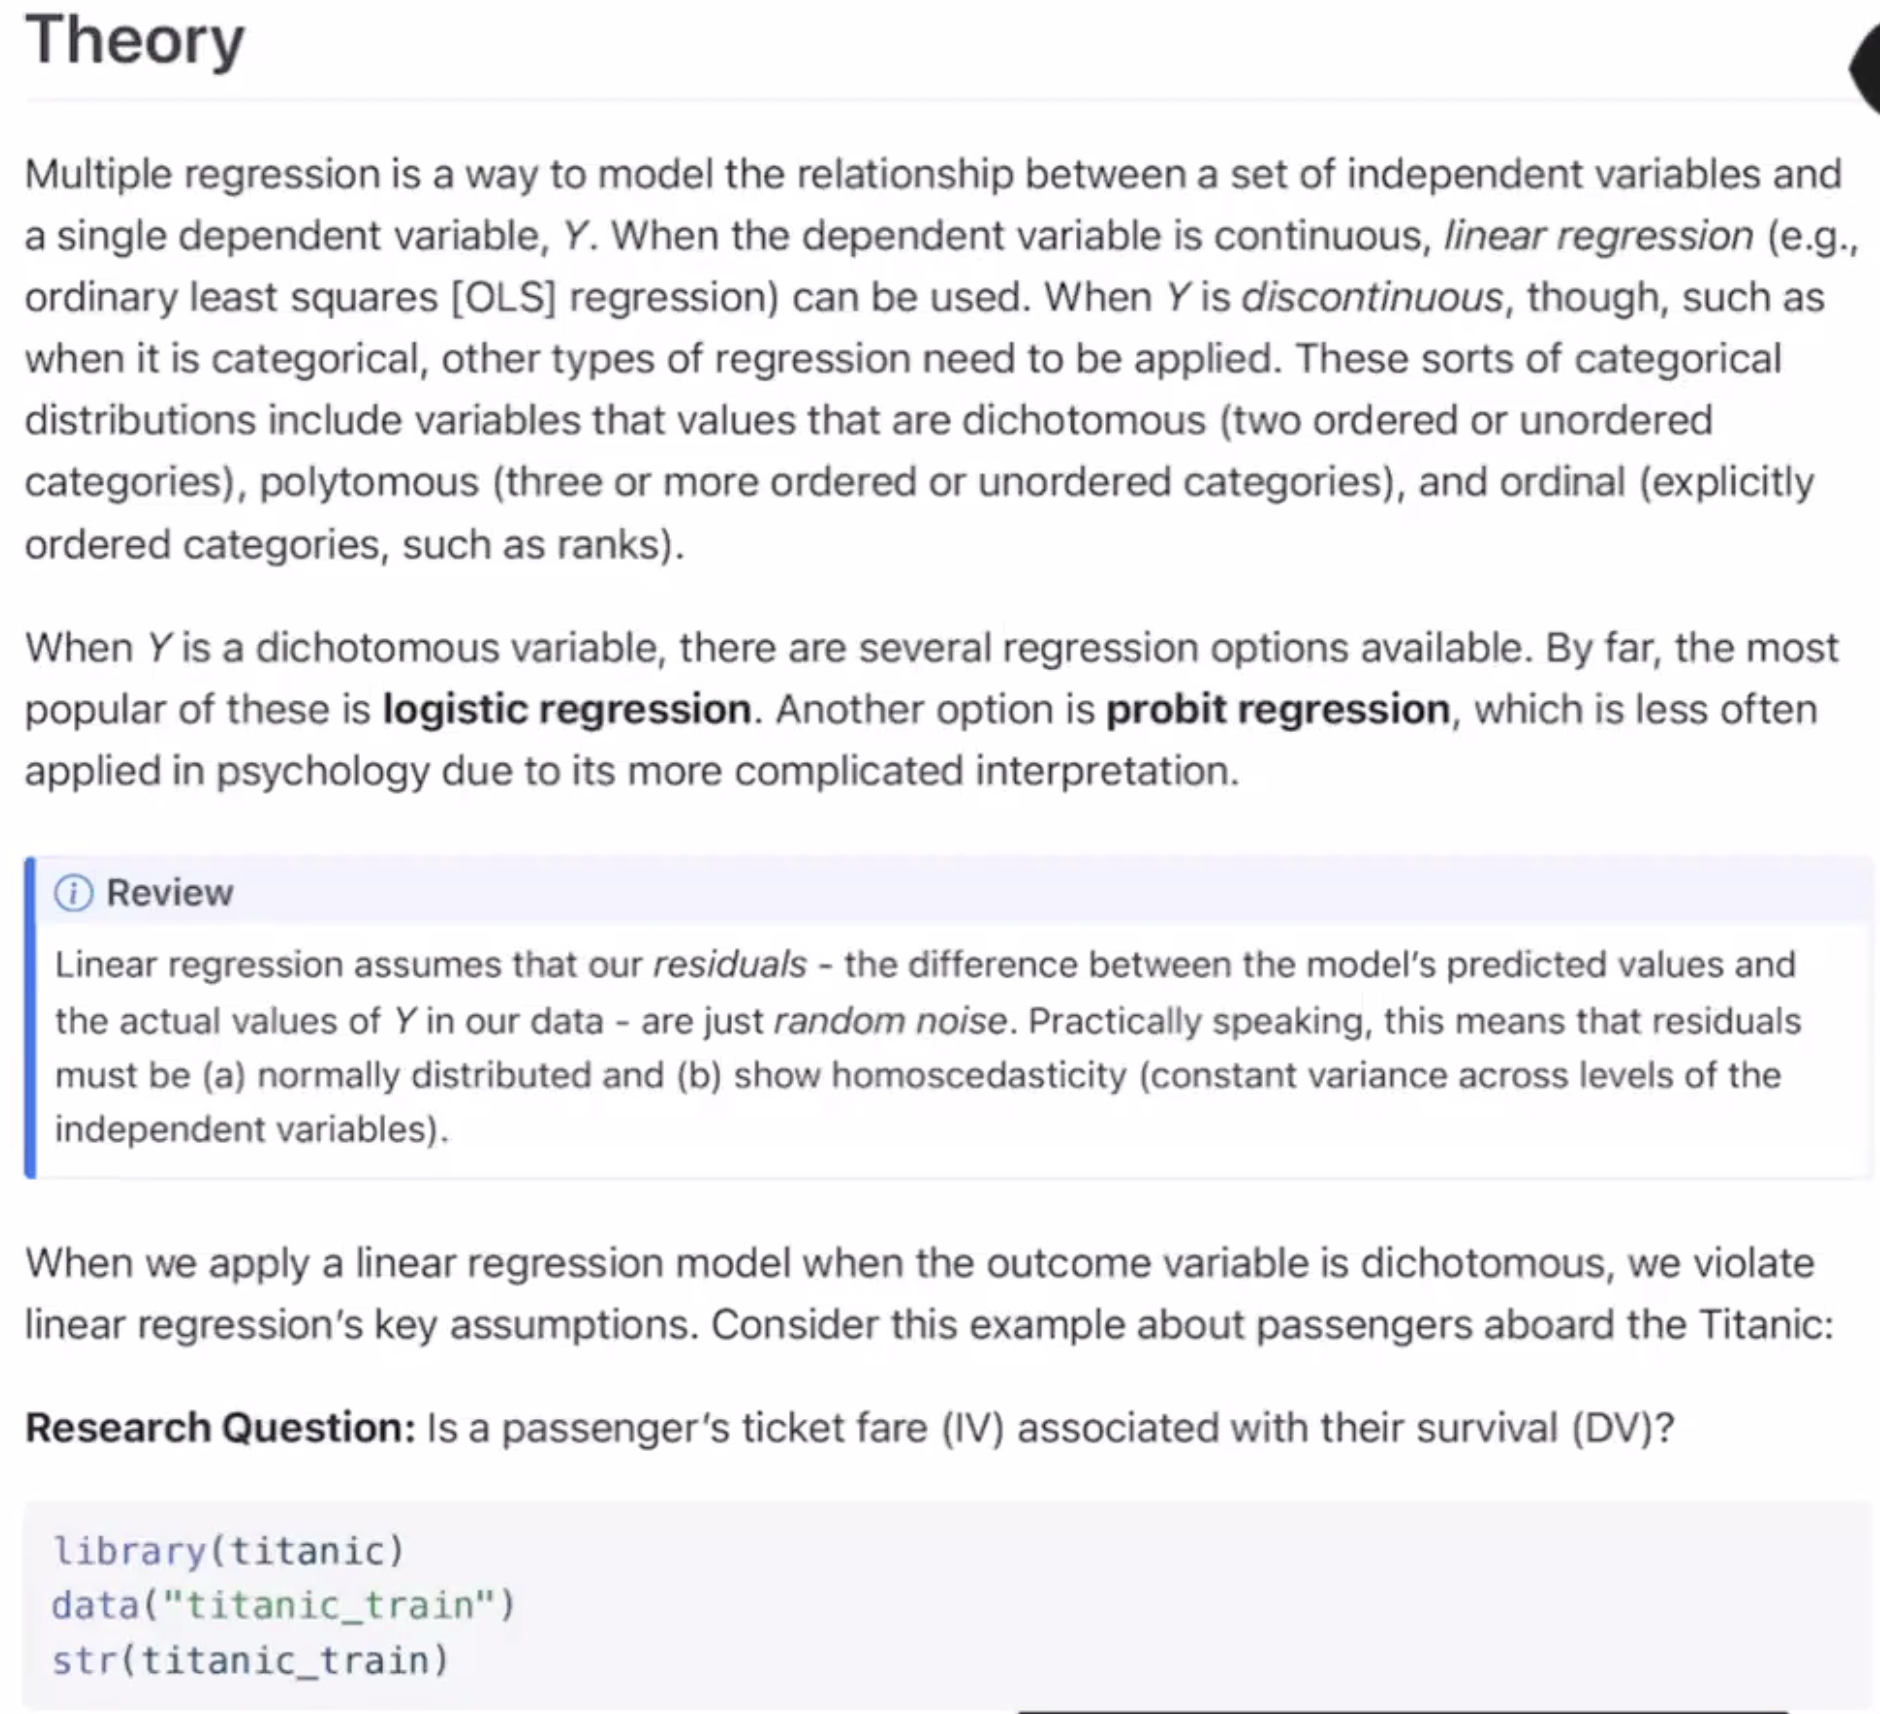 Theory
Multiple regression is a way to model the relationship between a set of independent variables and
a single dependent variable, Y. When the dependent variable is continuous, linear regression (e.g.,
ordinary least squares [OLS] regression) can be used. When Y is discontinuous, though, such as
when it is categorical, other types of regression need to be applied. These sorts of categorical
distributions include variables that values that are dichotomous (two ordered or unordered
categories), polytomous (three or more ordered or unordered categories), and ordinal (explicitly
ordered categories, such as ranks).
When Y is a dichotomous variable, there are several regression options available. By far, the most
popular of these is logistic regression. Another option is probit regression, which is less often
applied in psychology due to its more complicated interpretation.
Review
Linear regression assumes that our residuals - the difference between the model's predicted values and
the actual values of Y in our data - are just random noise. Practically speaking, this means that residuals
must be (a) normally distributed and (b) show homoscedasticity (constant variance across levels of the
independent variables).
When we apply a linear regression model when the outcome variable is dichotomous, we violate
linear regression's key assumptions. Consider this example about passengers aboard the Titanic:
Research Question: Is a passenger's ticket fare (IV) associated with their survival (DV)?
library(titanic)
data("titanic_train")
str(titanic_train)